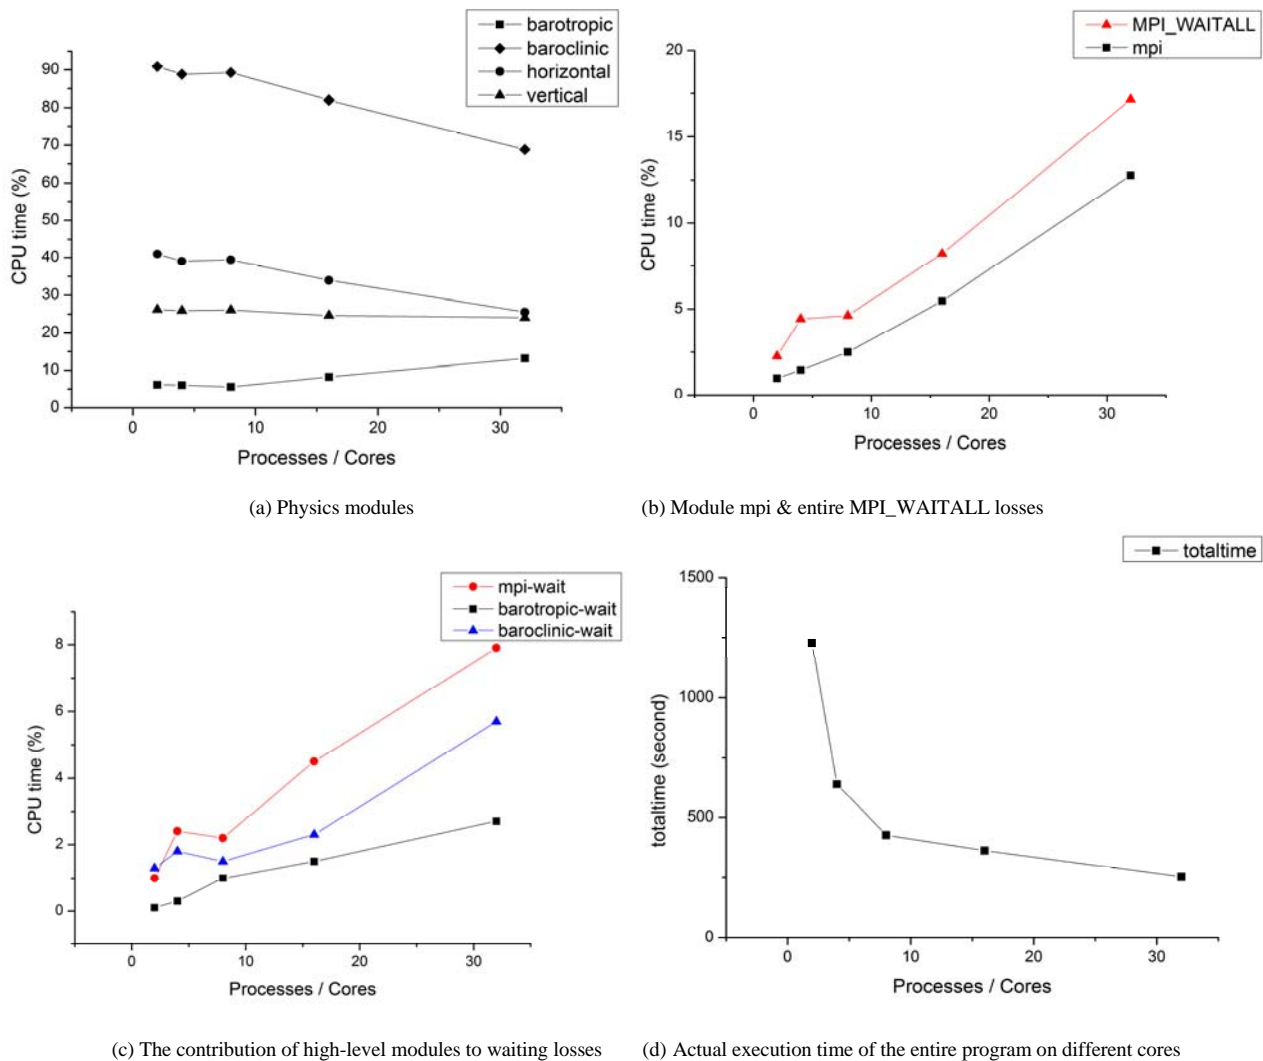 barotropic
baroclinic
horizontal
vertical
90
80
70
60
50
40
30
20
10
0
CPU time (%)
0 10 20 30
Processes / Cores
(a) Physics modules
MPI_WAITALL
mpi
20
15
10
5
0
CPU time (%)
0 10 20 30
Processes / Cores
(b) Module mpi & entire MPI_WAITALL losses
mpi-wait
barotropic-wait
baroclinic-wait
8
6
4
2
0
CPU time (%)
0 10 20 30
Processes / Cores
(c) The contribution of high-level modules to waiting losses
totaltime
1500
1000
500
0
totaltime (second)
0 10 20 30
Processes / Cores
(d) Actual execution time of the entire program on different cores